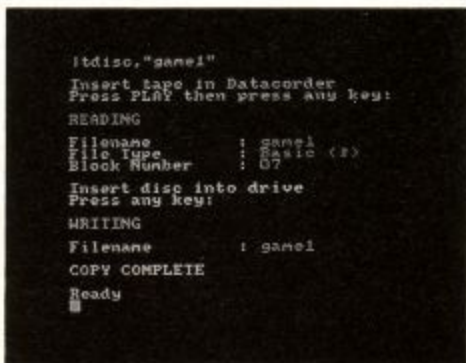 |tdisc,"game1"
Insert tape in Datacorder
Press PLAY then press any key:
READING
Filename : game1
File Type : Basic
Block Number : 07
Insert disc into drive
Press any key:
WRITING
Filename : game1
COPY COMPLETE
Ready